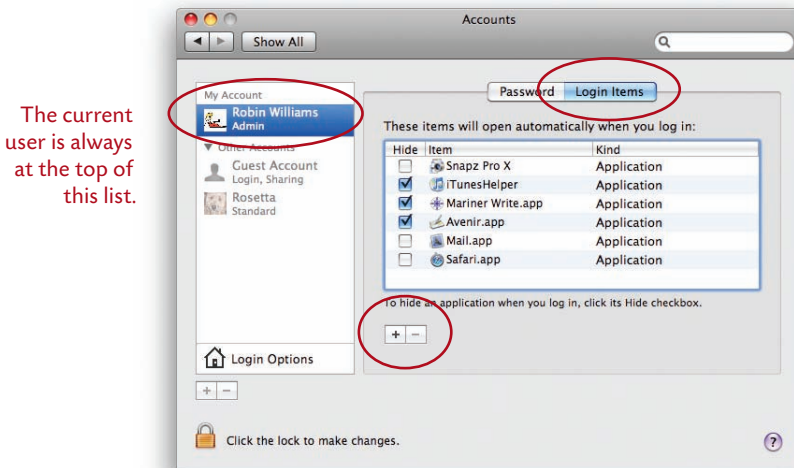 Accounts
Show All
The current
user is always
at the top of
this list.
My Account
Robin Williams
Admin
Other Accounts
Guest Account
Login, Sharing
Rosetta
Standard
Login Options
+ −
Password Login Items
These items will open automatically when you log in:
Hide Item Kind
Snapz Pro X Application
iTunesHelper Application
Mariner Write.app Application
Avenir.app Application
Mail.app Application
Safari.app Application
To hide an application when you log in, click its Hide checkbox.
+ −
Click the lock to make changes.
?